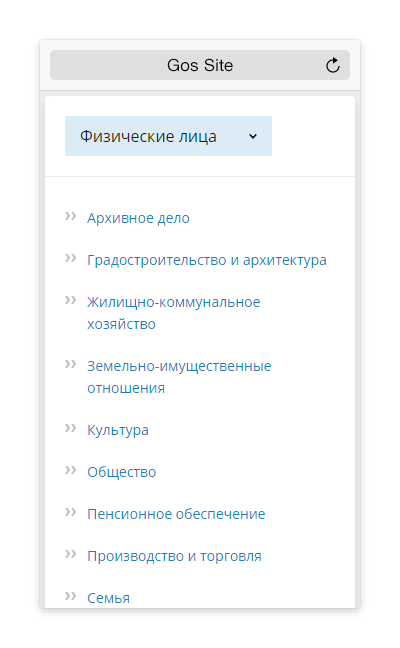 Gos Site
Физические лица
Архивное дело
Градостроительство и архитектура
Жилищно-коммунальное
хозяйство
Земельно-имущественные
отношения
Культура
Общество
Пенсионное обеспечение
Производство и торговля
Семья